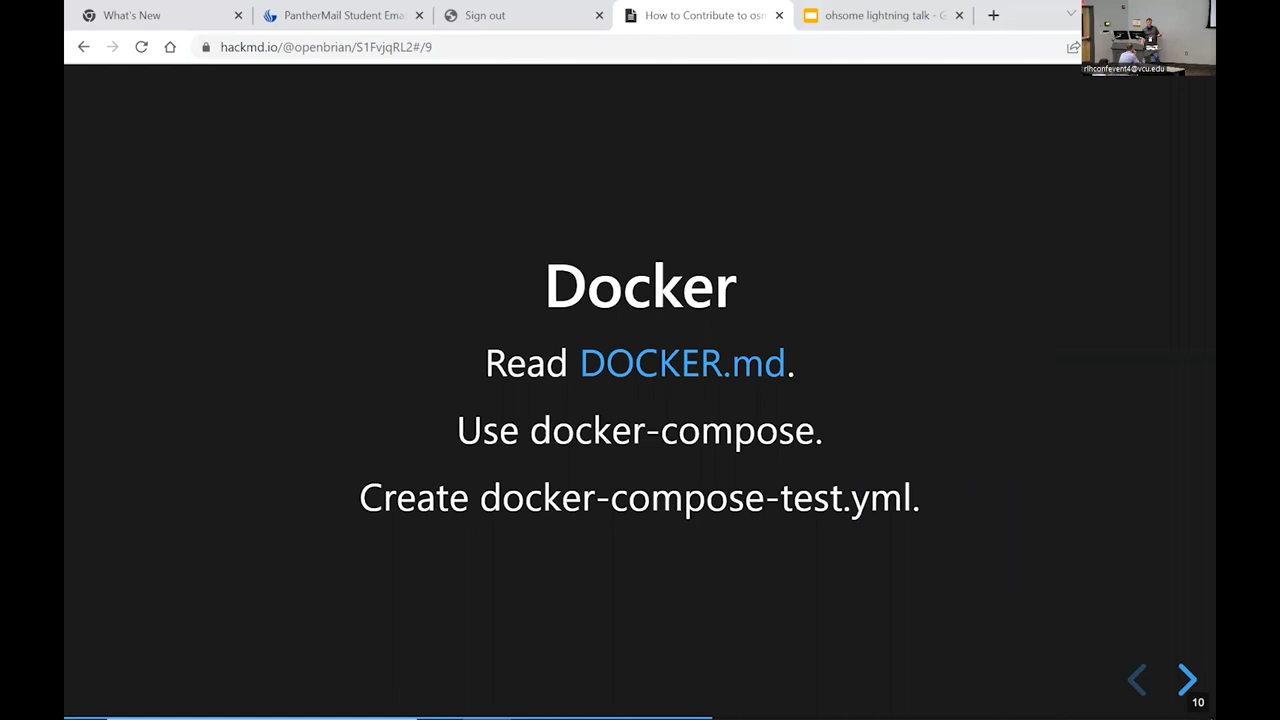 What's New
PantherMail Student Ema
Sign out
How to Contribute to osm
ohsome lightning talk - G
hackmd.io/@openbrian/S1FvjqRL2#/9
rlhconfevent4@vcu.edu
Docker
Read DOCKER.md.
Use docker-compose.
Create docker-compose-test.yml.
10